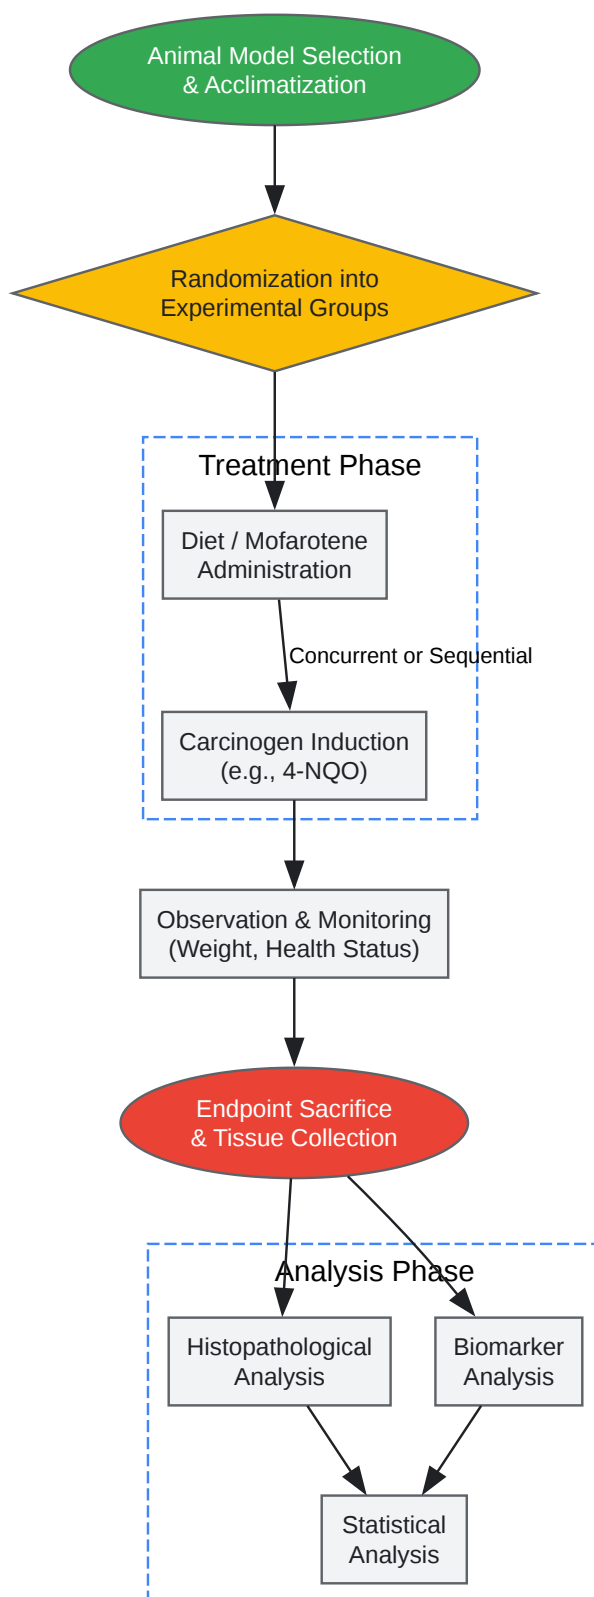 Animal Model Selection
& Acclimatization
Randomization into
Experimental Groups
Treatment Phase
Diet / Mofarotene
Administration
Concurrent or Sequential
Carcinogen Induction
(e.g., 4-NQO)
Observation & Monitoring
(Weight, Health Status)
Endpoint Sacrifice
& Tissue Collection
Analysis Phase
Histopathological
Analysis
Biomarker
Analysis
Statistical
Analysis